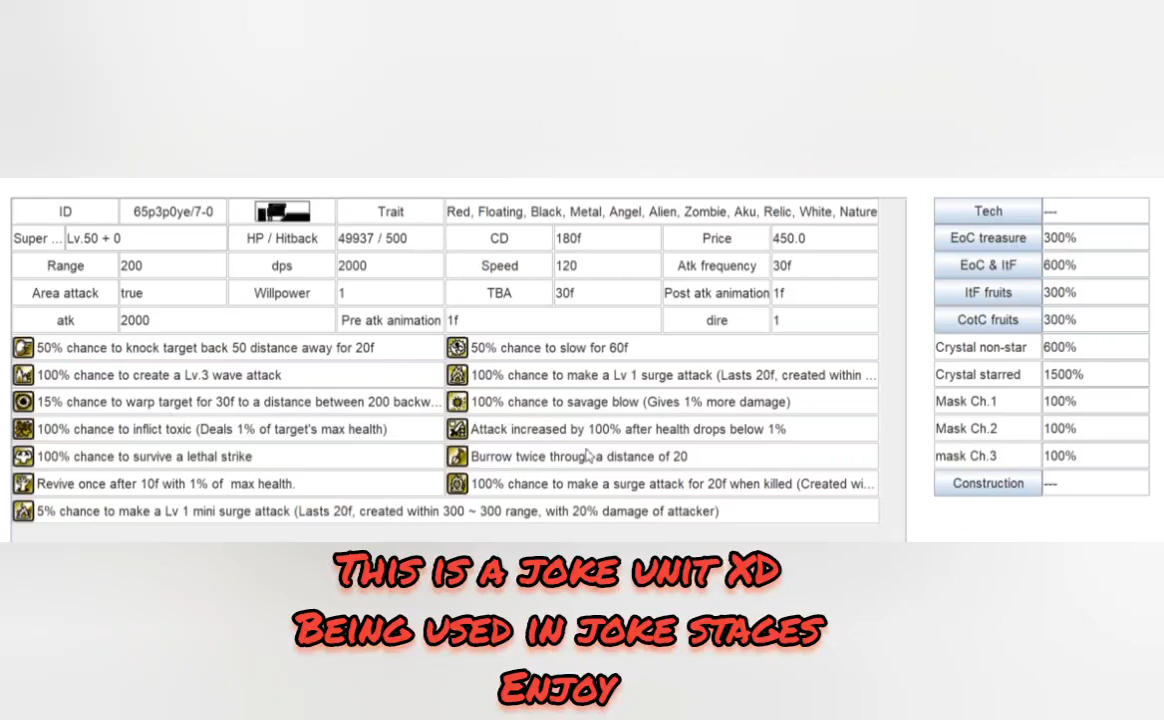 ID 65p3p0ye/7-0 Trait Red, Floating, Black, Metal, Angel, Alien, Zombie, Aku, Relic, White, Nature
Super ... Lv.50 + 0 HP / Hitback 49937 / 500 CD 180f Price 450.0
Range 200 dps 2000 Speed 120 Atk frequency 30f
Area attack true Willpower 1 TBA 30f Post atk animation 1f
atk 2000 Pre atk animation 1f dire 1
50% chance to knock target back 50 distance away for 20f 50% chance to slow for 60f
100% chance to create a Lv.3 wave attack 100% chance to make a Lv 1 surge attack (Lasts 20f, created within ...
15% chance to warp target for 30f to a distance between 200 backw... 100% chance to savage blow (Gives 1% more damage)
100% chance to inflict toxic (Deals 1% of target's max health) Attack increased by 100% after health drops below 1%
100% chance to survive a lethal strike Burrow twice through a distance of 20
Revive once after 10f with 1% of max health. 100% chance to make a surge attack for 20f when killed (Created wi...
5% chance to make a Lv 1 mini surge attack (Lasts 20f, created within 300 ~ 300 range, with 20% damage of attacker)
Tech ---
EoC treasure 300%
EoC & ItF 600%
ItF fruits 300%
CotC fruits 300%
Crystal non-star 600%
Crystal starred 1500%
Mask Ch.1 100%
Mask Ch.2 100%
mask Ch.3 100%
Construction ---
This is a joke unit XD
Being used in joke stages
Enjoy